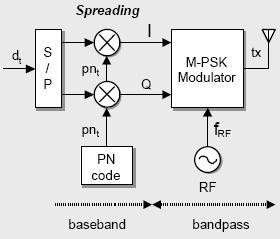 Spreading
I
S / P
M-PSK
Modulator
tx
dt
pnt
Q
pnt
fRF
PN
code
RF
baseband
bandpass